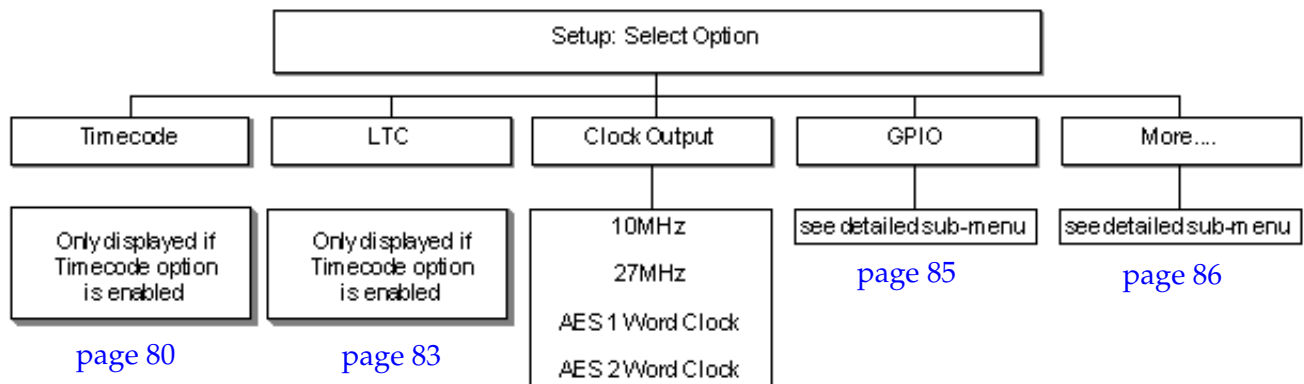 Setup: Select Option
Timecode
LTC
Clock Output
GPIO
More....
Only displayed if
Timecode option
is enabled
page 80
Only displayed if
Timecode option
is enabled
page 83
10MHz
27MHz
AES 1 Word Clock
AES 2 Word Clock
see detailed sub-menu
page 85
see detailed sub-menu
page 86